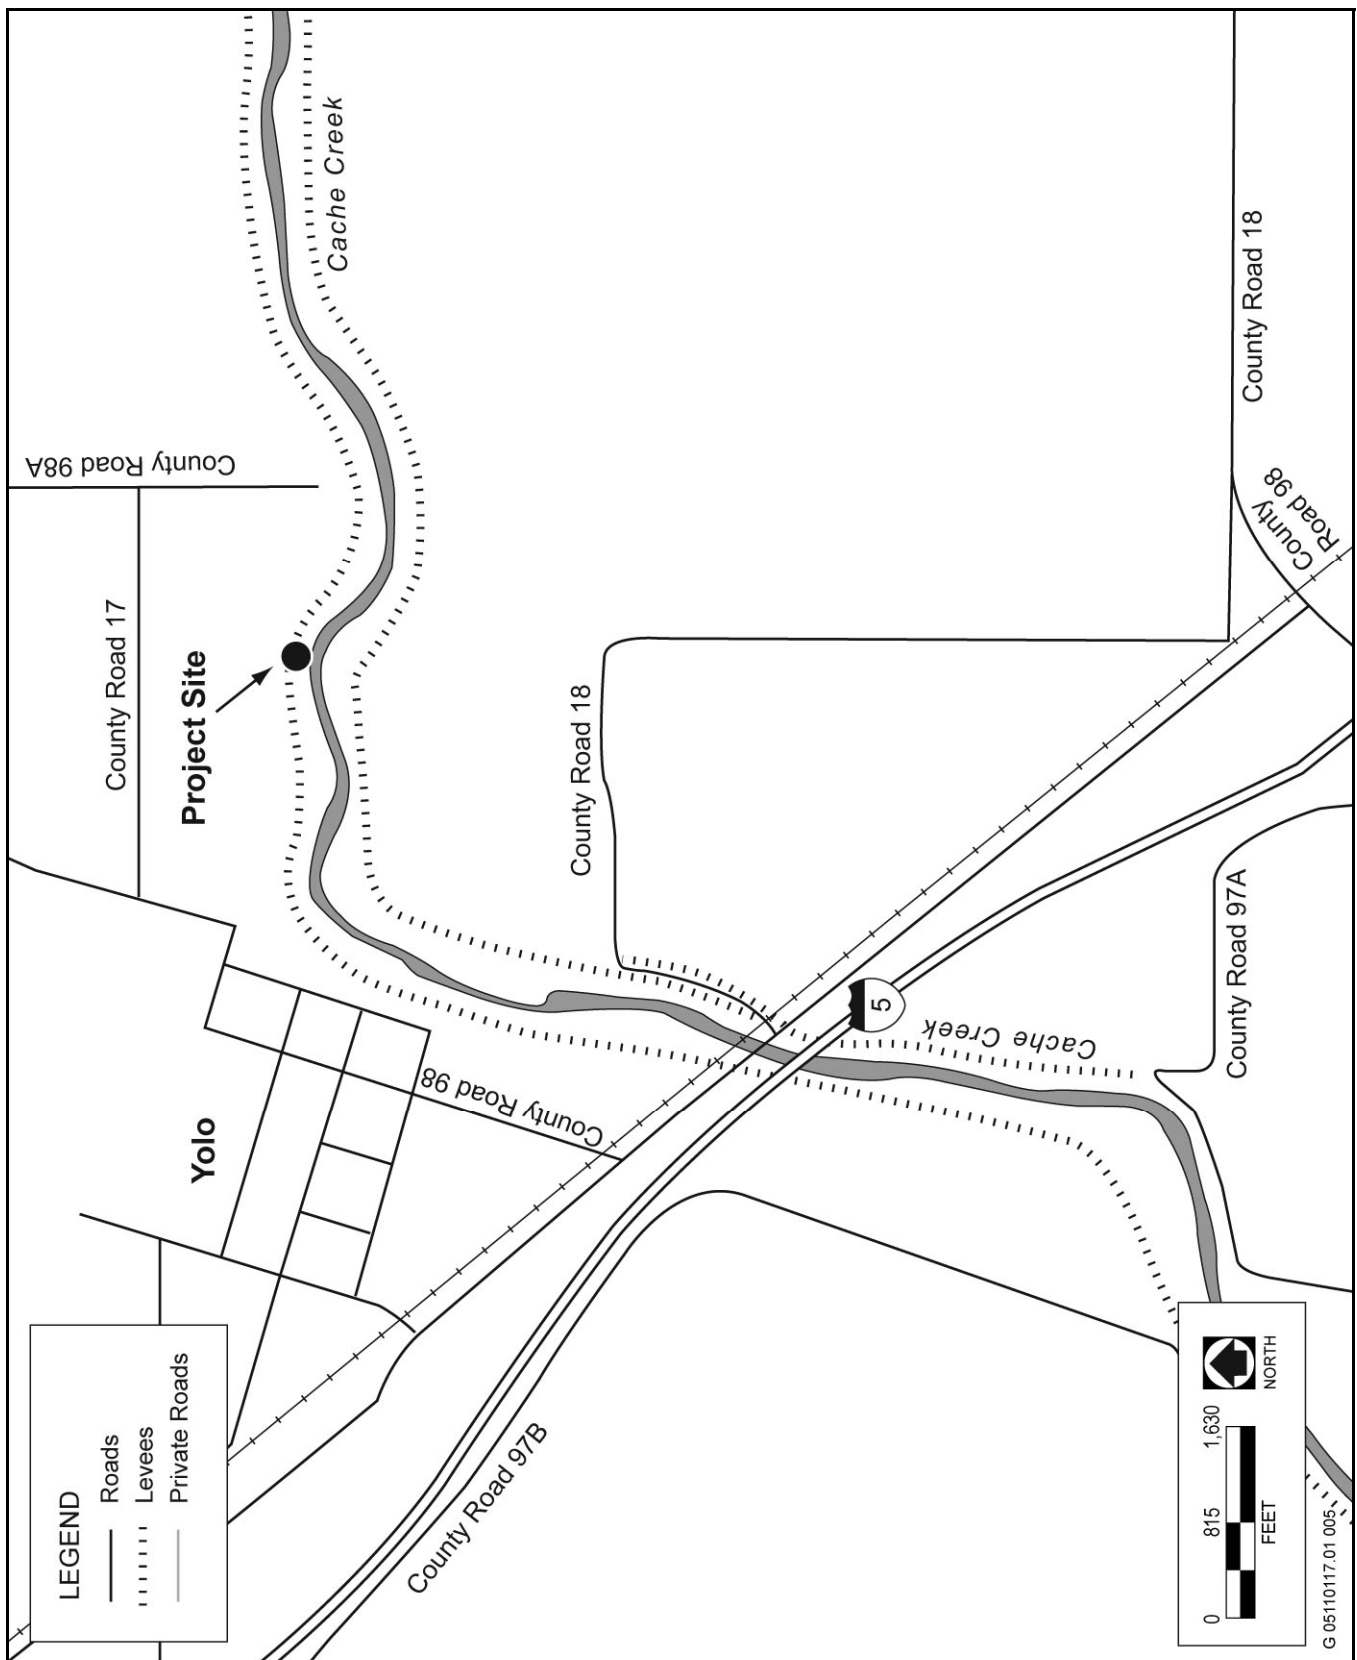 Cache Creek
County Road 98A
County Road 17
Project Site
County Road 18
County Road 18
County
Road 98
Yolo
County Road 98
5
Cache Creek
County Road 97A
County Road 97B
LEGEND
Roads
Levees
Private Roads
0 815 1,630
FEET
NORTH
G 05110117.01 005